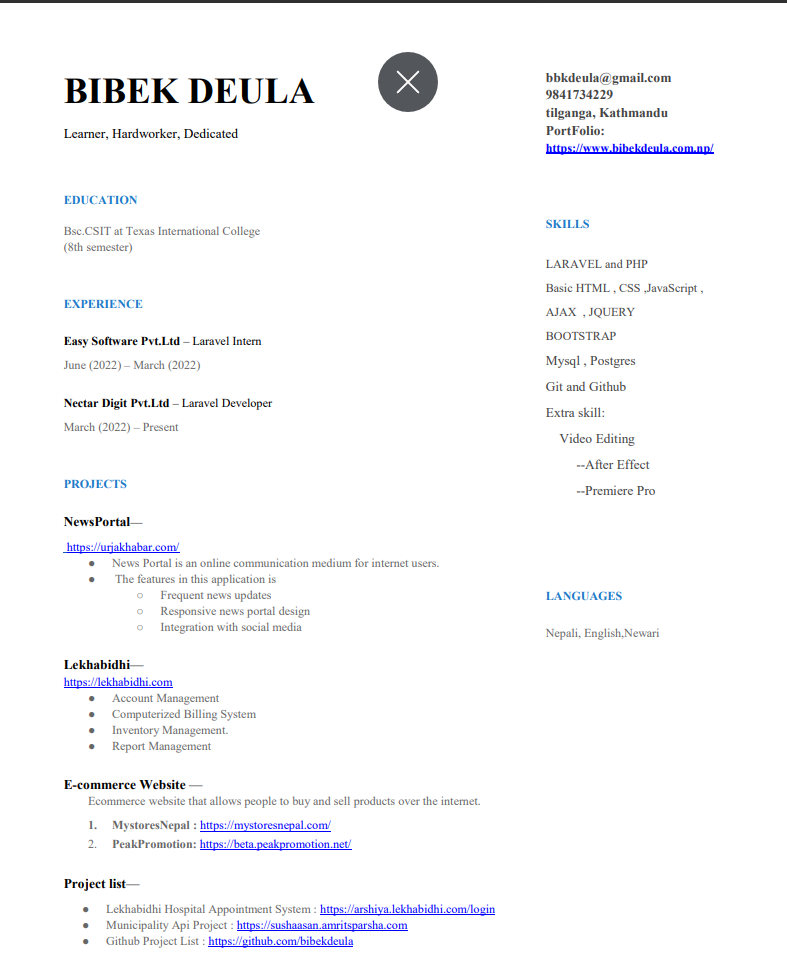 BIBEK DEULA
Learner, Hardworker, Dedicated
bbkdeula@gmail.com
9841734229
tilganga, Kathmandu
PortFolio:
https://www.bibekdeula.com.np/
EDUCATION
Bsc.CSIT at Texas International College
(8th semester)
EXPERIENCE
Easy Software Pvt.Ltd – Laravel Intern
June (2022) – March (2022)
Nectar Digit Pvt.Ltd – Laravel Developer
March (2022) – Present
PROJECTS
NewsPortal—
https://urjakhabar.com/
● News Portal is an online communication medium for internet users.
● The features in this application is
○ Frequent news updates
○ Responsive news portal design
○ Integration with social media
Lekhabidhi—
https://lekhabidhi.com
● Account Management
● Computerized Billing System
● Inventory Management.
● Report Management
E-commerce Website —
Ecommerce website that allows people to buy and sell products over the internet.
1. MystoresNepal : https://mystoresnepal.com/
2. PeakPromotion: https://beta.peakpromotion.net/
Project list—
● Lekhabidhi Hospital Appointment System : https://arshiya.lekhabidhi.com/login
● Municipality Api Project : https://sushaasan.amritsparsha.com
● Github Project List : https://github.com/bibekdeula
SKILLS
LARAVEL and PHP
Basic HTML , CSS ,JavaScript ,
AJAX , JQUERY
BOOTSTRAP
Mysql , Postgres
Git and Github
Extra skill:
Video Editing
--After Effect
--Premiere Pro
LANGUAGES
Nepali, English,Newari